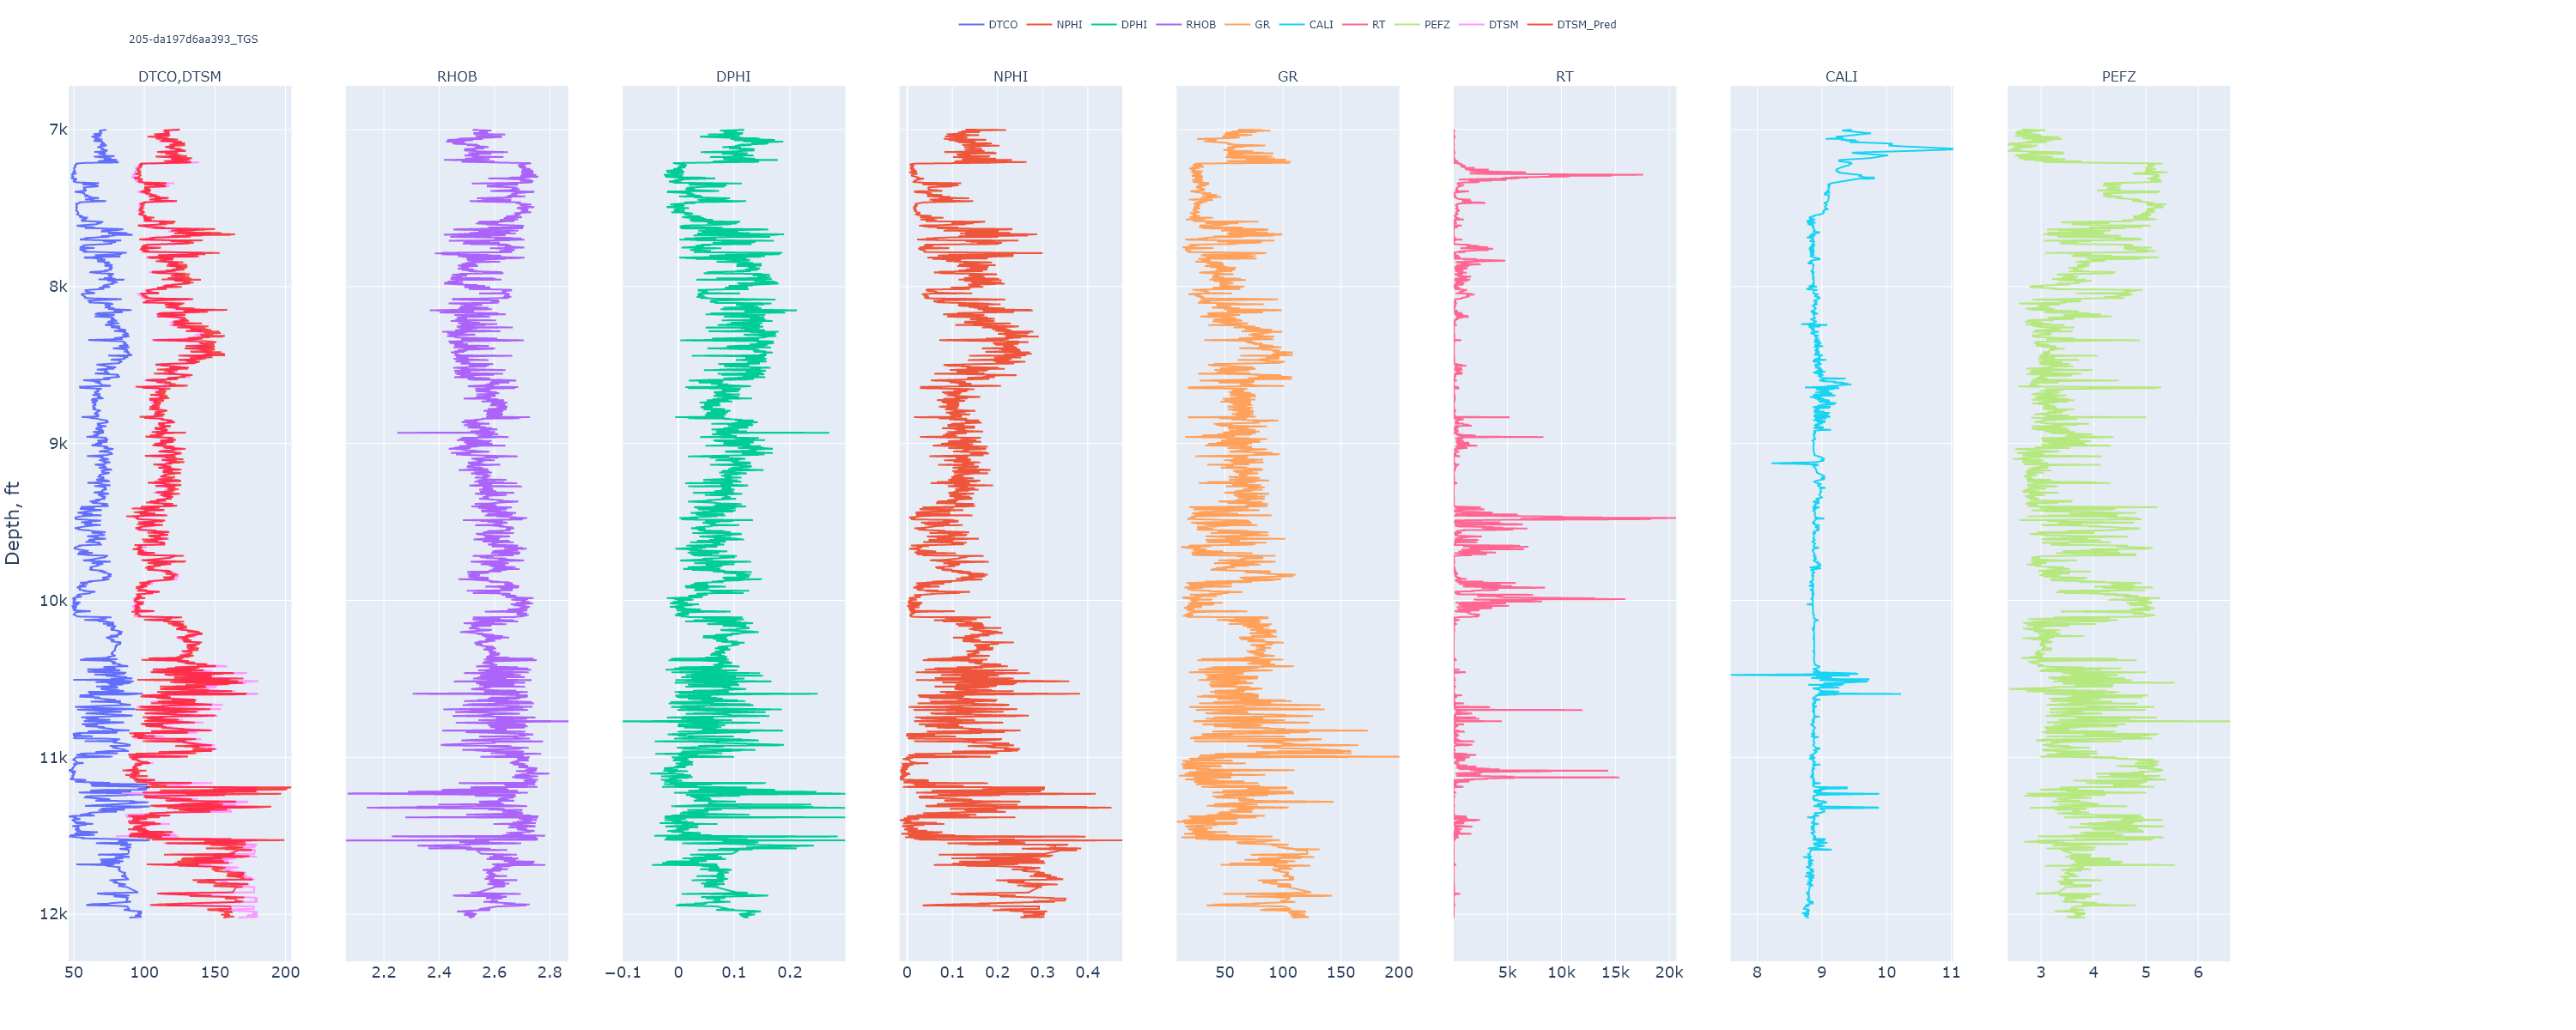 DTCO NPHI DPHI RHOB GR CALI RT PEFZ DTSM DTSM_Pred
205-da197d6aa393_TGS
DTCO,DTSM RHOB DPHI NPHI GR RT CALI PEFZ
Depth, ft
7k
8k
9k
10k
11k
12k
50 100 150 200 2.2 2.4 2.6 2.8 −0.1 0 0.1 0.2 0 0.1 0.2 0.3 0.4 50 100 150 200 5k 10k 15k 20k 8 9 10 11 3 4 5 6